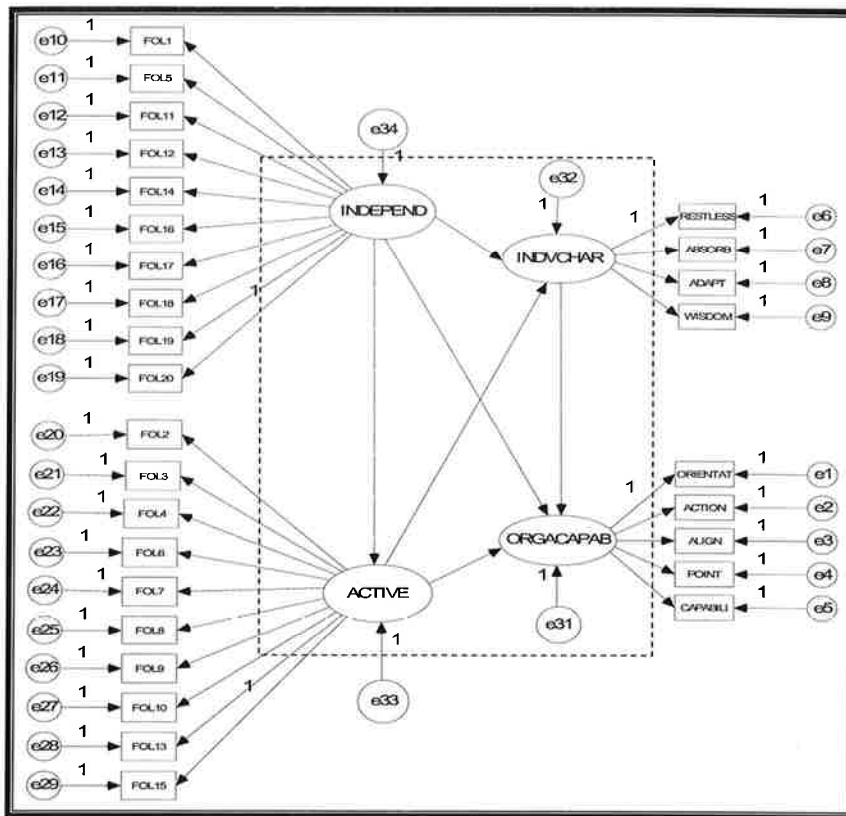 1
e10 FOL1
1
e11 FOL5
1
e12 FOL11
1
e13 FOL12
1
e14 FOL14
1
e15 FOL16
1
e16 FOL17
1
e17 FOL18
1
e18 FOL19
1
e19 FOL20
1
e34
1
INDEPEND
1
e32
1
INDVCHAR
1
RESTLESS 1 e6
ABSORB 1 e7
ADAPT 1 e8
WISDOM 1 e9
1
e20 FOL2
1
e21 FOL3
1
e22 FOL4
1
e23 FOL6
1
e24 FOL7
1
e25 FOL8
1
e26 FOL9
1
e27 FOL10
1
e28 FOL13
1
e29 FOL15
ACTIVE
1
1
e33
ORGACAPAB
1
e31
1
ORIENTAT 1 e1
ACTION 1 e2
ALIGN 1 e3
POINT 1 e4
CAPABILI 1 e5